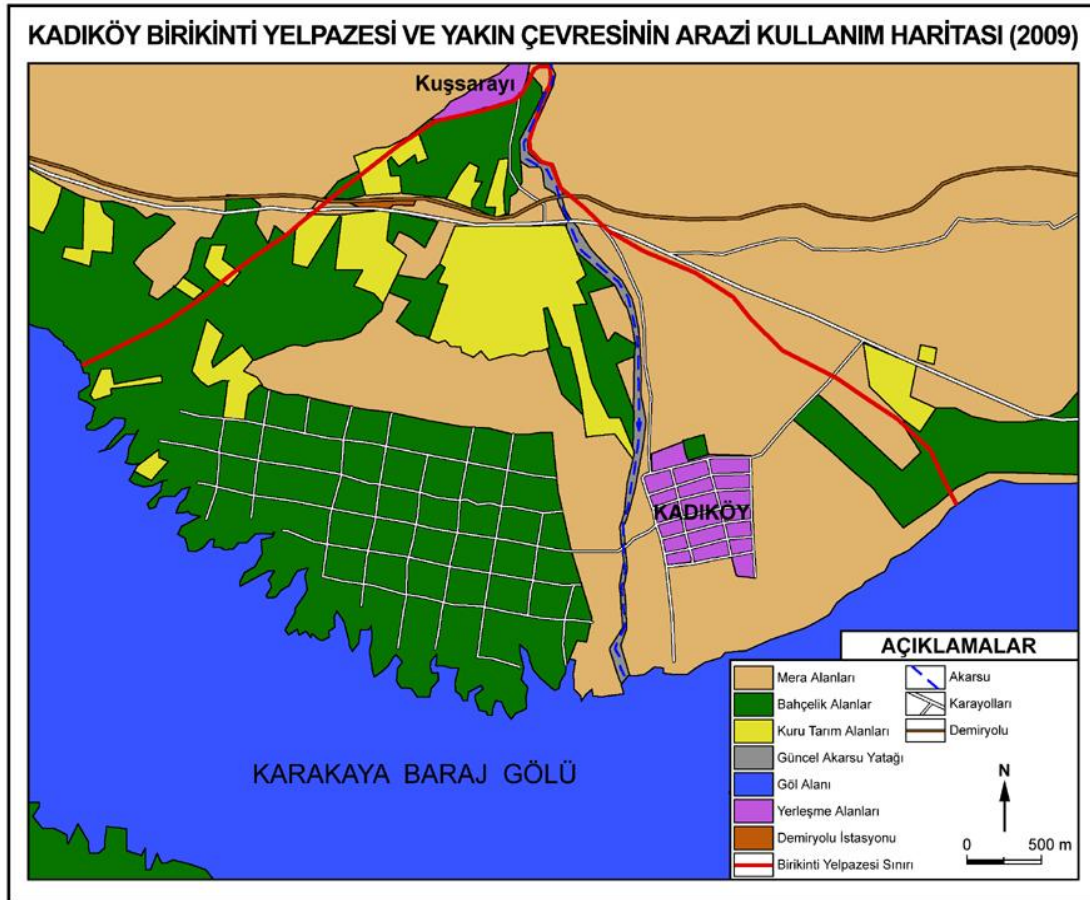 KADIKÖY BİRİKİNTİ YELPAZESİ VE YAKIN ÇEVRESİNİN ARAZİ KULLANIM HARİTASI (2009)
Kuşsarayı
KADIKÖY
KARAKAYA BARAJ GÖLÜ
AÇIKLAMALAR
Mera Alanları
Bahçelik Alanlar
Kuru Tarım Alanları
Güncel Akarsu Yatağı
Göl Alanı
Yerleşme Alanları
Demiryolu İstasyonu
Birikinti Yelpazesi Sınırı
Akarsu
Karayolları
Demiryolu
N
0 500 m